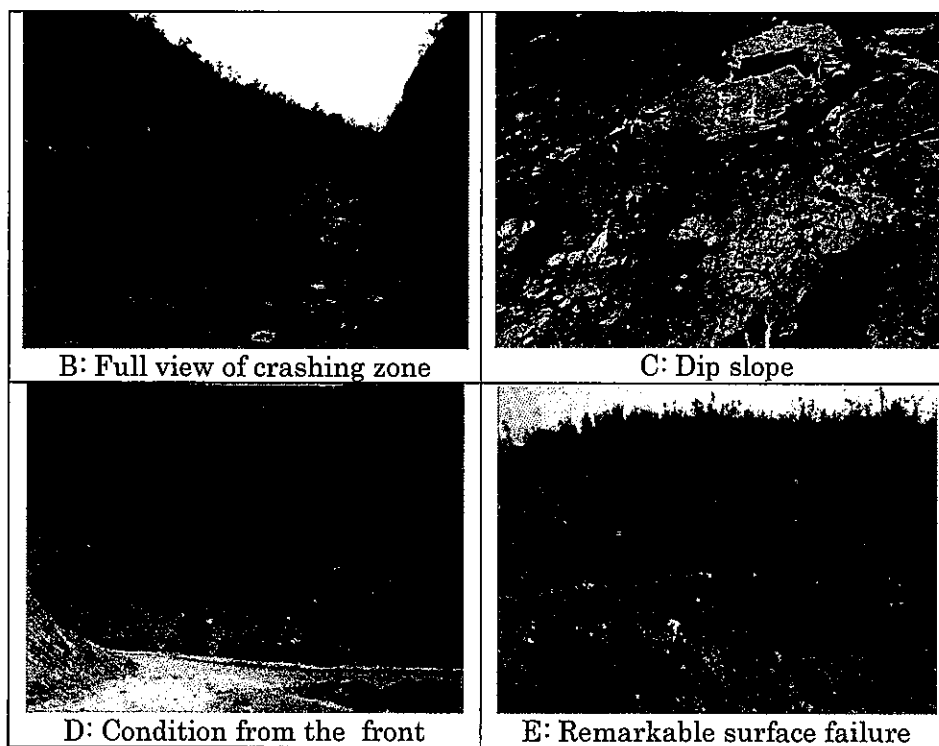 B: Full view of crashing zone
C: Dip slope
D: Condition from the front
E: Remarkable surface failure